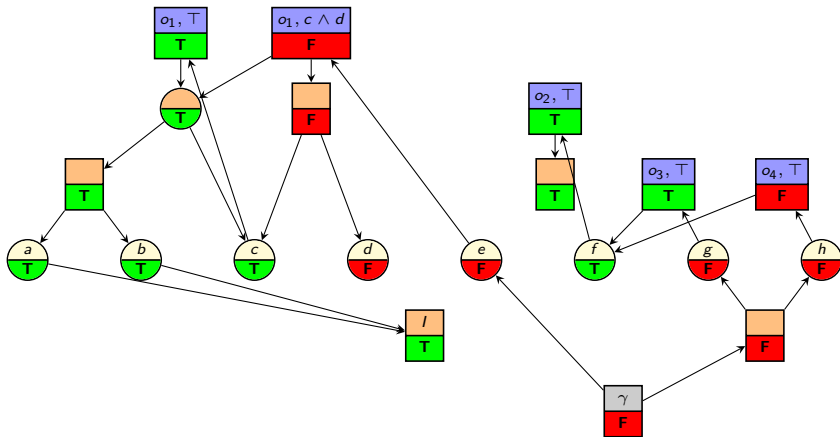 o₁, ⊤
T
o₁, c ∧ d
F
T
F
o₂, ⊤
T
T
T
o₃, ⊤
T
o₄, ⊤
F
a
T
b
T
c
T
d
F
e
F
f
T
g
F
h
F
I
T
F
γ
F